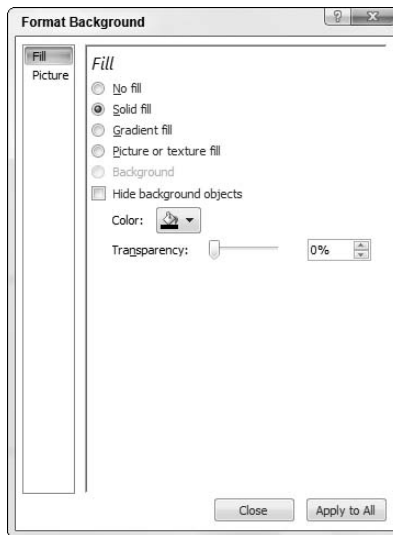 Format Background
Fill
Picture
Fill
No fill
Solid fill
Gradient fill
Picture or texture fill
Background
Hide background objects
Color:
Transparency: 0%
Close Apply to All